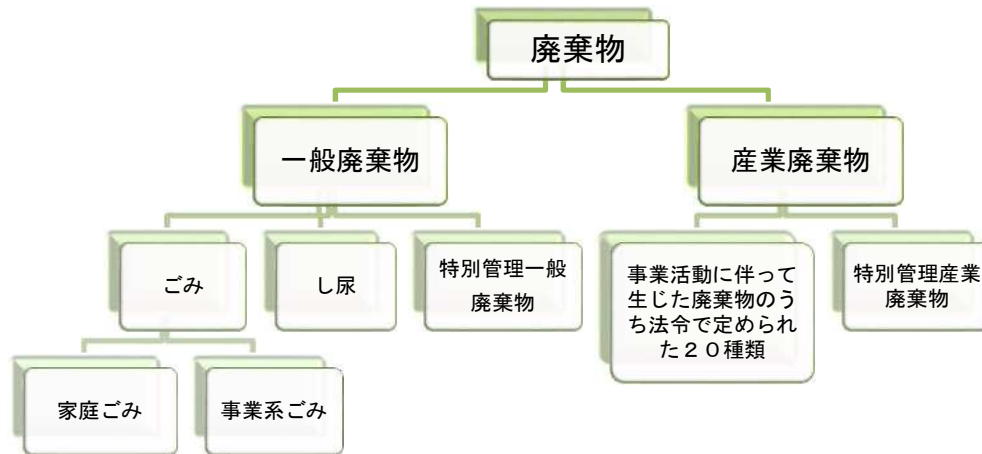 廃棄物
一般廃棄物
産業廃棄物
ごみ
し尿
特別管理一般
廃棄物
事業活動に伴って
生じた廃棄物のう
ち法令で定められ
た２０種類
特別管理産業
廃棄物
家庭ごみ
事業系ごみ